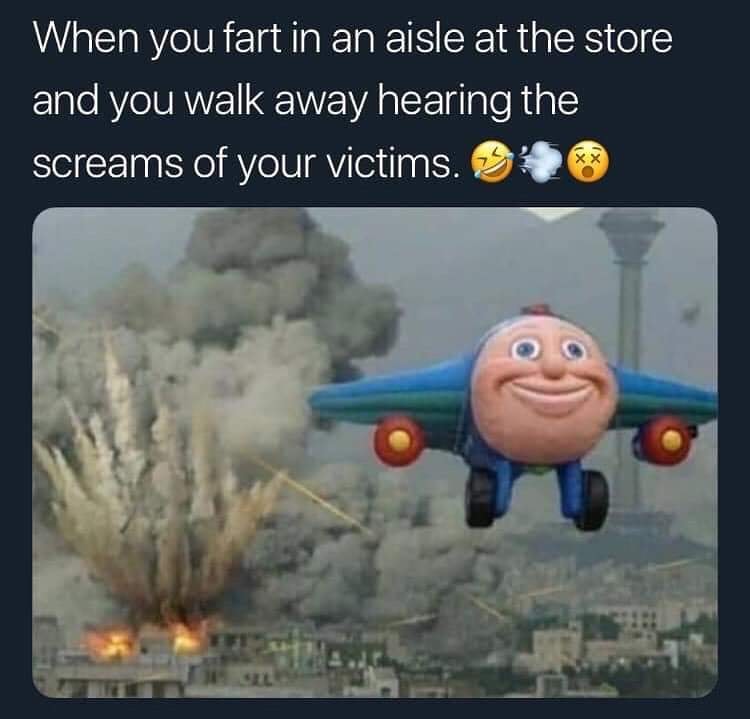 When you fart in an aisle at the store
and you walk away hearing the
screams of your victims. 🤣💨😵